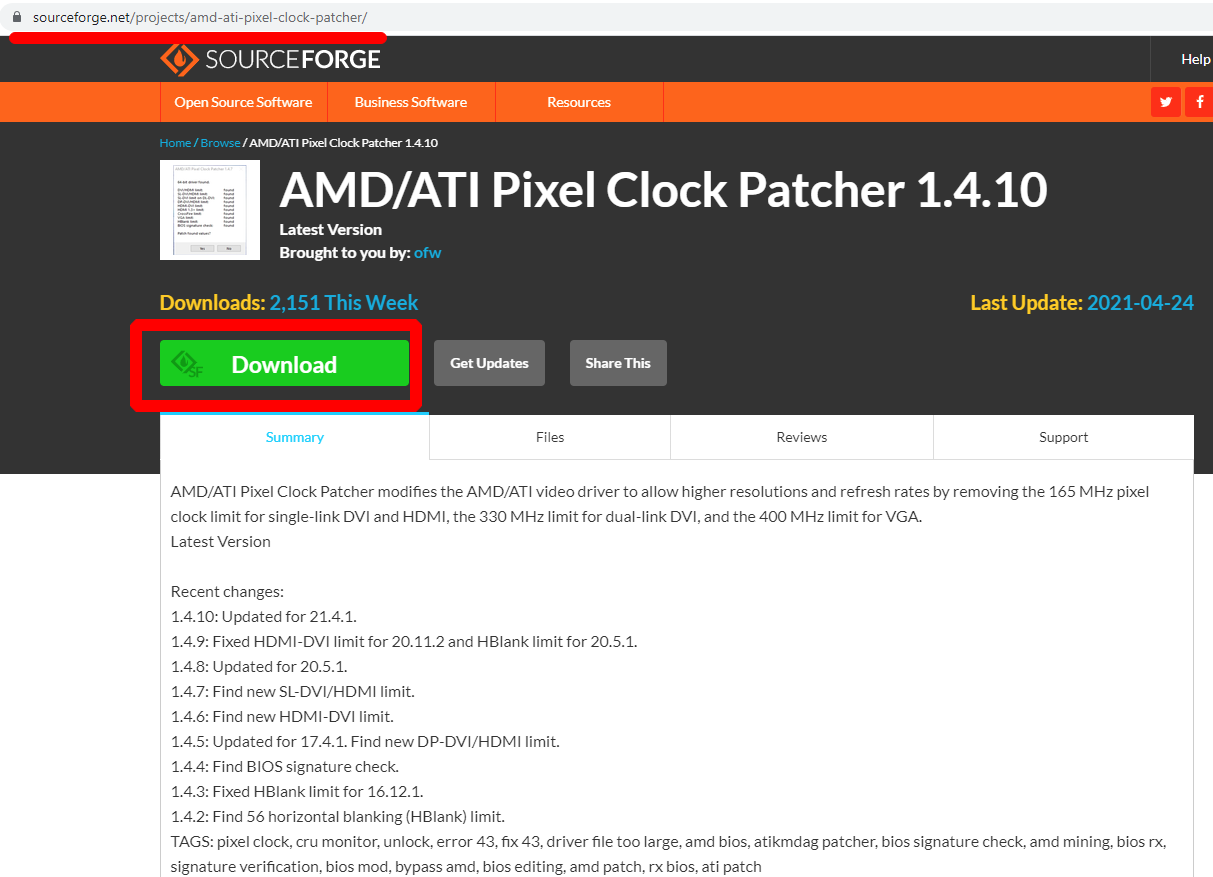 sourceforge.net/projects/amd-ati-pixel-clock-patcher/
SOURCEFORGE
Help
Open Source Software
Business Software
Resources
Home / Browse / AMD/ATI Pixel Clock Patcher 1.4.10
AMD/ATI Pixel Clock Patcher 1.4.10
Latest Version
Brought to you by: ofw
Downloads: 2,151 This Week
Last Update: 2021-04-24
SF
Download
Get Updates
Share This
Summary
Files
Reviews
Support
AMD/ATI Pixel Clock Patcher modifies the AMD/ATI video driver to allow higher resolutions and refresh rates by removing the 165 MHz pixel
clock limit for single-link DVI and HDMI, the 330 MHz limit for dual-link DVI, and the 400 MHz limit for VGA.
Latest Version
Recent changes:
1.4.10: Updated for 21.4.1.
1.4.9: Fixed HDMI-DVI limit for 20.11.2 and HBlank limit for 20.5.1.
1.4.8: Updated for 20.5.1.
1.4.7: Find new SL-DVI/HDMI limit.
1.4.6: Find new HDMI-DVI limit.
1.4.5: Updated for 17.4.1. Find new DP-DVI/HDMI limit.
1.4.4: Find BIOS signature check.
1.4.3: Fixed HBlank limit for 16.12.1.
1.4.2: Find 56 horizontal blanking (HBlank) limit.
TAGS: pixel clock, cru monitor, unlock, error 43, fix 43, driver file too large, amd bios, atikmdag patcher, bios signature check, amd mining, bios rx,
signature verification, bios mod, bypass amd, bios editing, amd patch, rx bios, ati patch